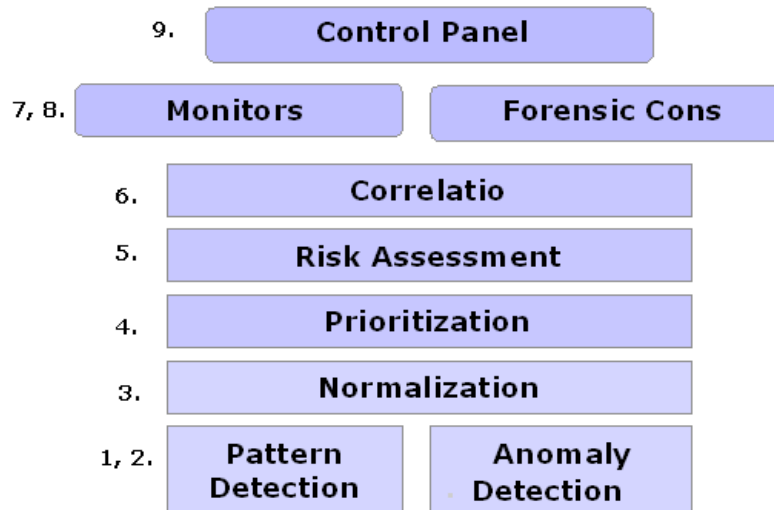 9. Control Panel
7, 8. Monitors Forensic Cons
6. Correlatio
5. Risk Assessment
4. Prioritization
3. Normalization
1, 2. Pattern Detection
Anomaly Detection